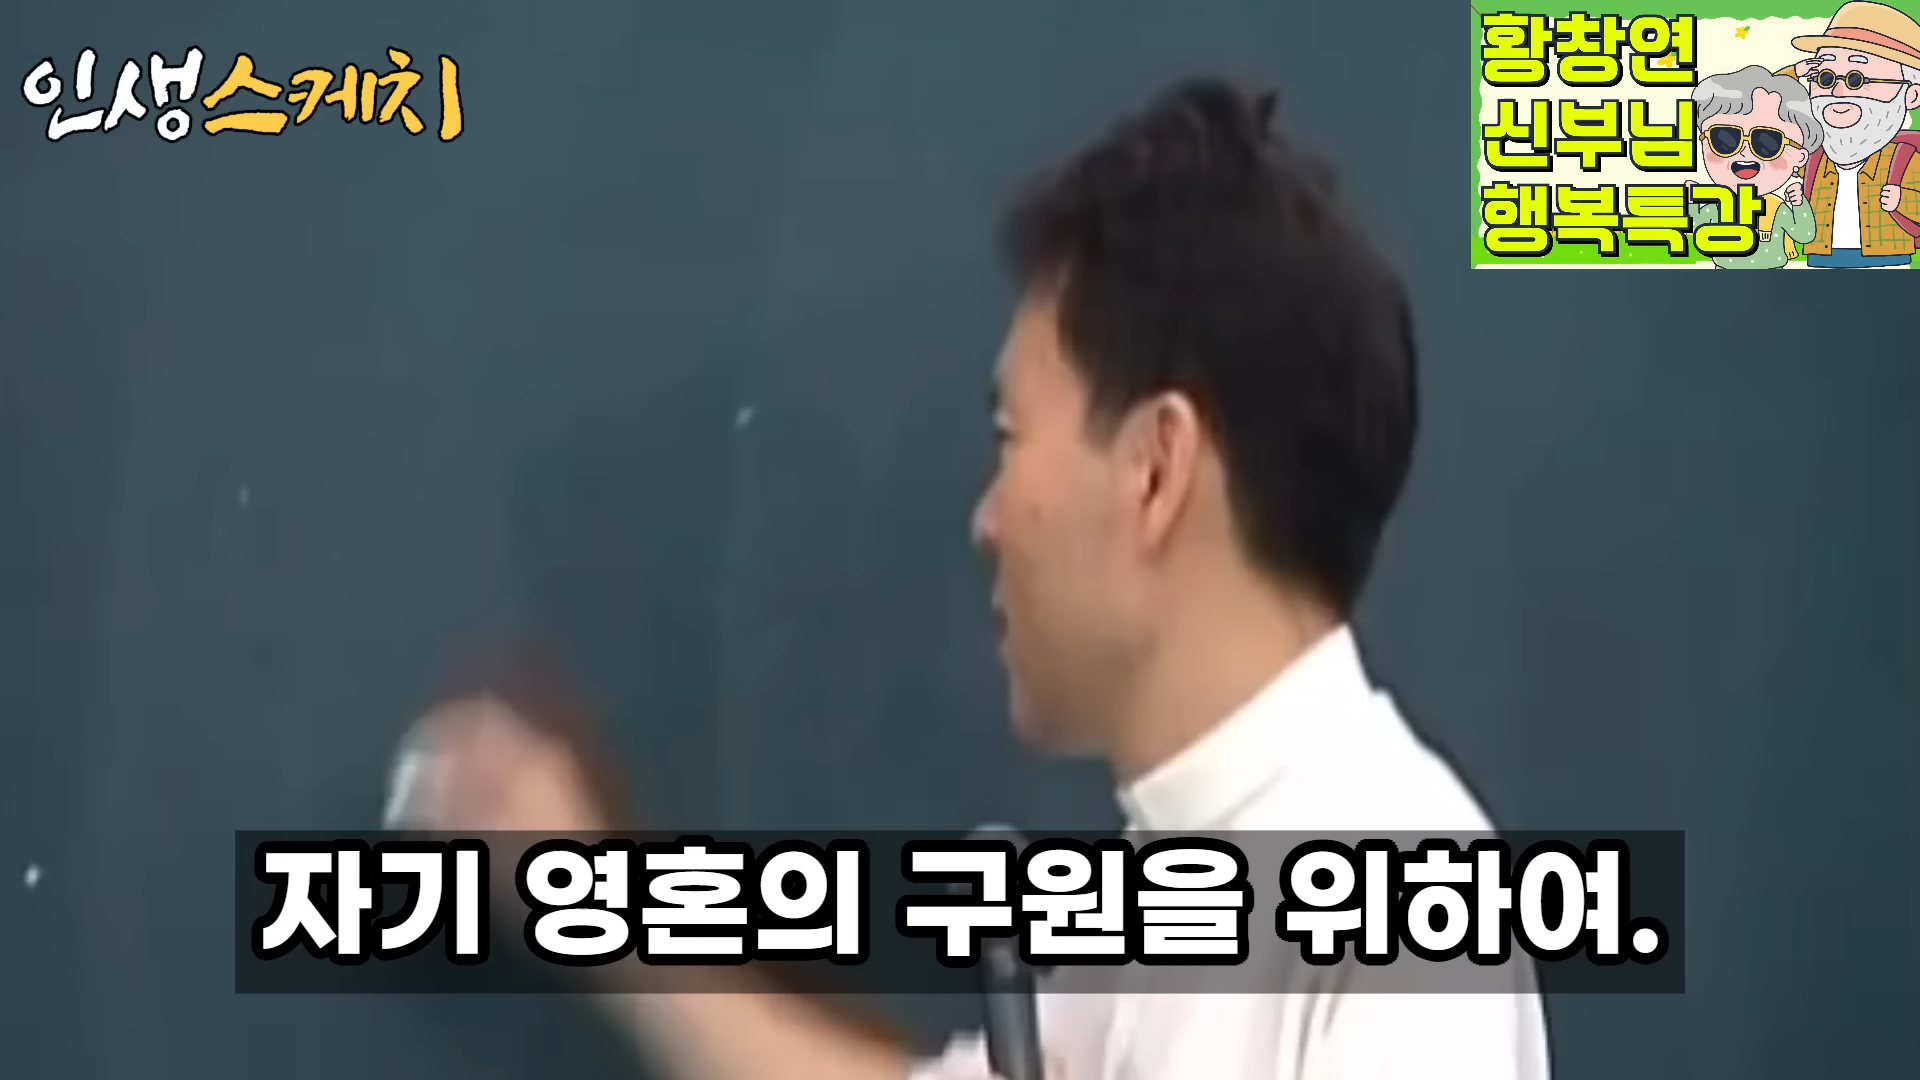 인생스케치
황창연
신부님
행복특강
자기 영혼의 구원을 위하여.